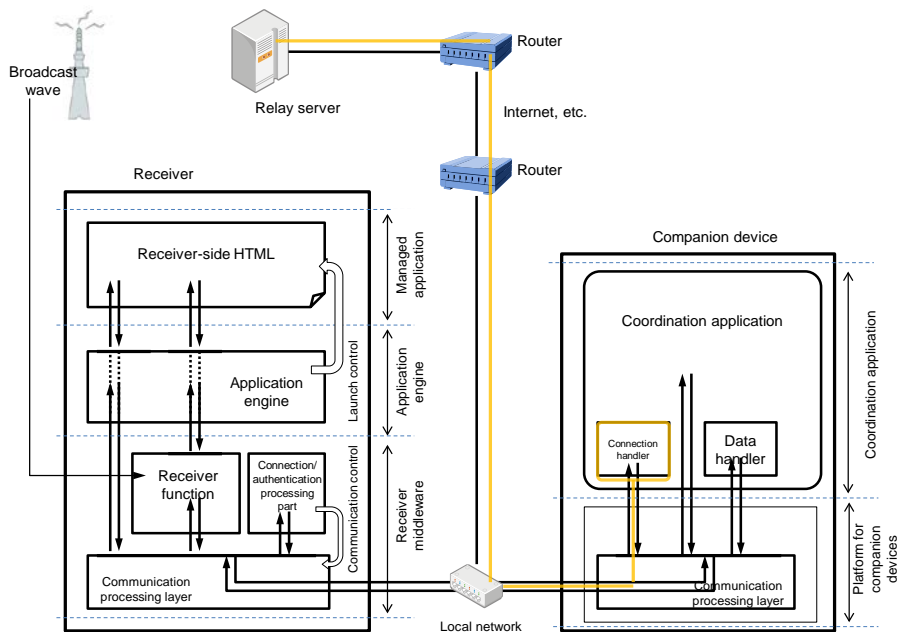 Broadcast
wave
Relay server
Router
Internet, etc.
Router
Receiver
Receiver-side HTML
Managed
application
Application
engine
Launch control
Application
engine
Receiver
function
Connection/
authentication
processing
part
Communication control
Receiver
middleware
Communication
processing layer
Local network
Companion device
Coordination application
Coordination application
Connection
handler
Data
handler
Communication
processing layer
Platform for
companion
devices